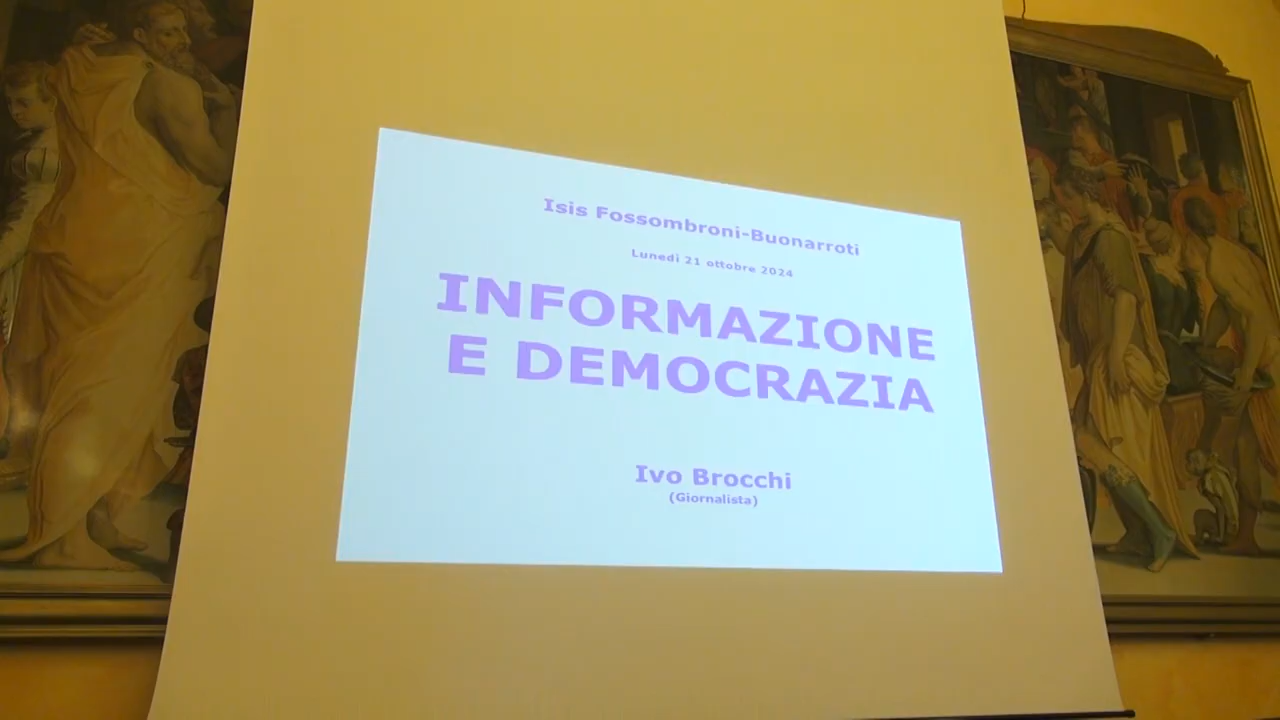 Isis Fossombroni-Buonarroti
Lunedì 21 ottobre 2024
INFORMAZIONE
E DEMOCRAZIA
Ivo Brocchi
(Giornalista)